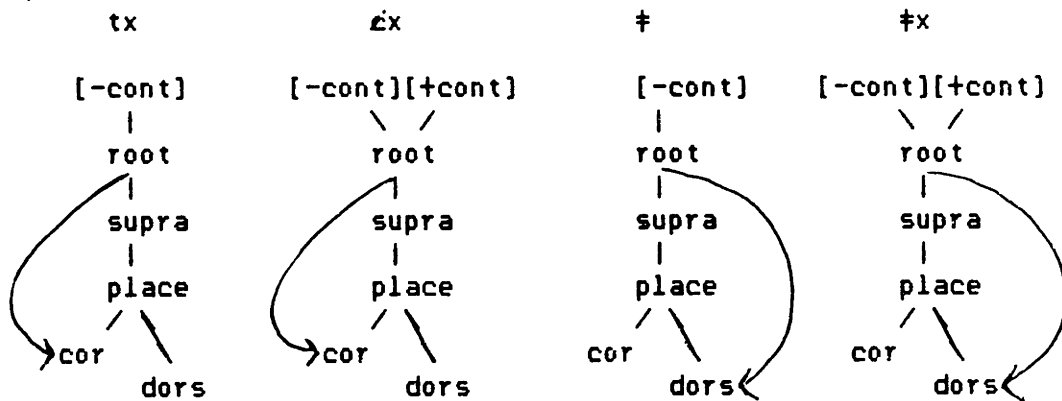 tx ƈx ǂ ǂx
[-cont] [-cont][+cont] [-cont] [-cont][+cont]
root root root root
supra supra supra supra
place place place place
cor cor cor cor
dors dors dors dors